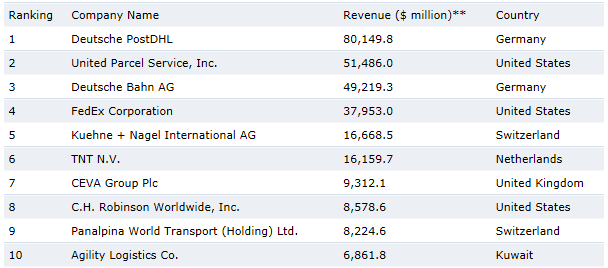 Ranking Company Name Revenue ($ million)** Country
1 Deutsche PostDHL 80,149.8 Germany
2 United Parcel Service, Inc. 51,486.0 United States
3 Deutsche Bahn AG 49,219.3 Germany
4 FedEx Corporation 37,953.0 United States
5 Kuehne + Nagel International AG 16,668.5 Switzerland
6 TNT N.V. 16,159.7 Netherlands
7 CEVA Group Plc 9,312.1 United Kingdom
8 C.H. Robinson Worldwide, Inc. 8,578.6 United States
9 Panalpina World Transport (Holding) Ltd. 8,224.6 Switzerland
10 Agility Logistics Co. 6,861.8 Kuwait